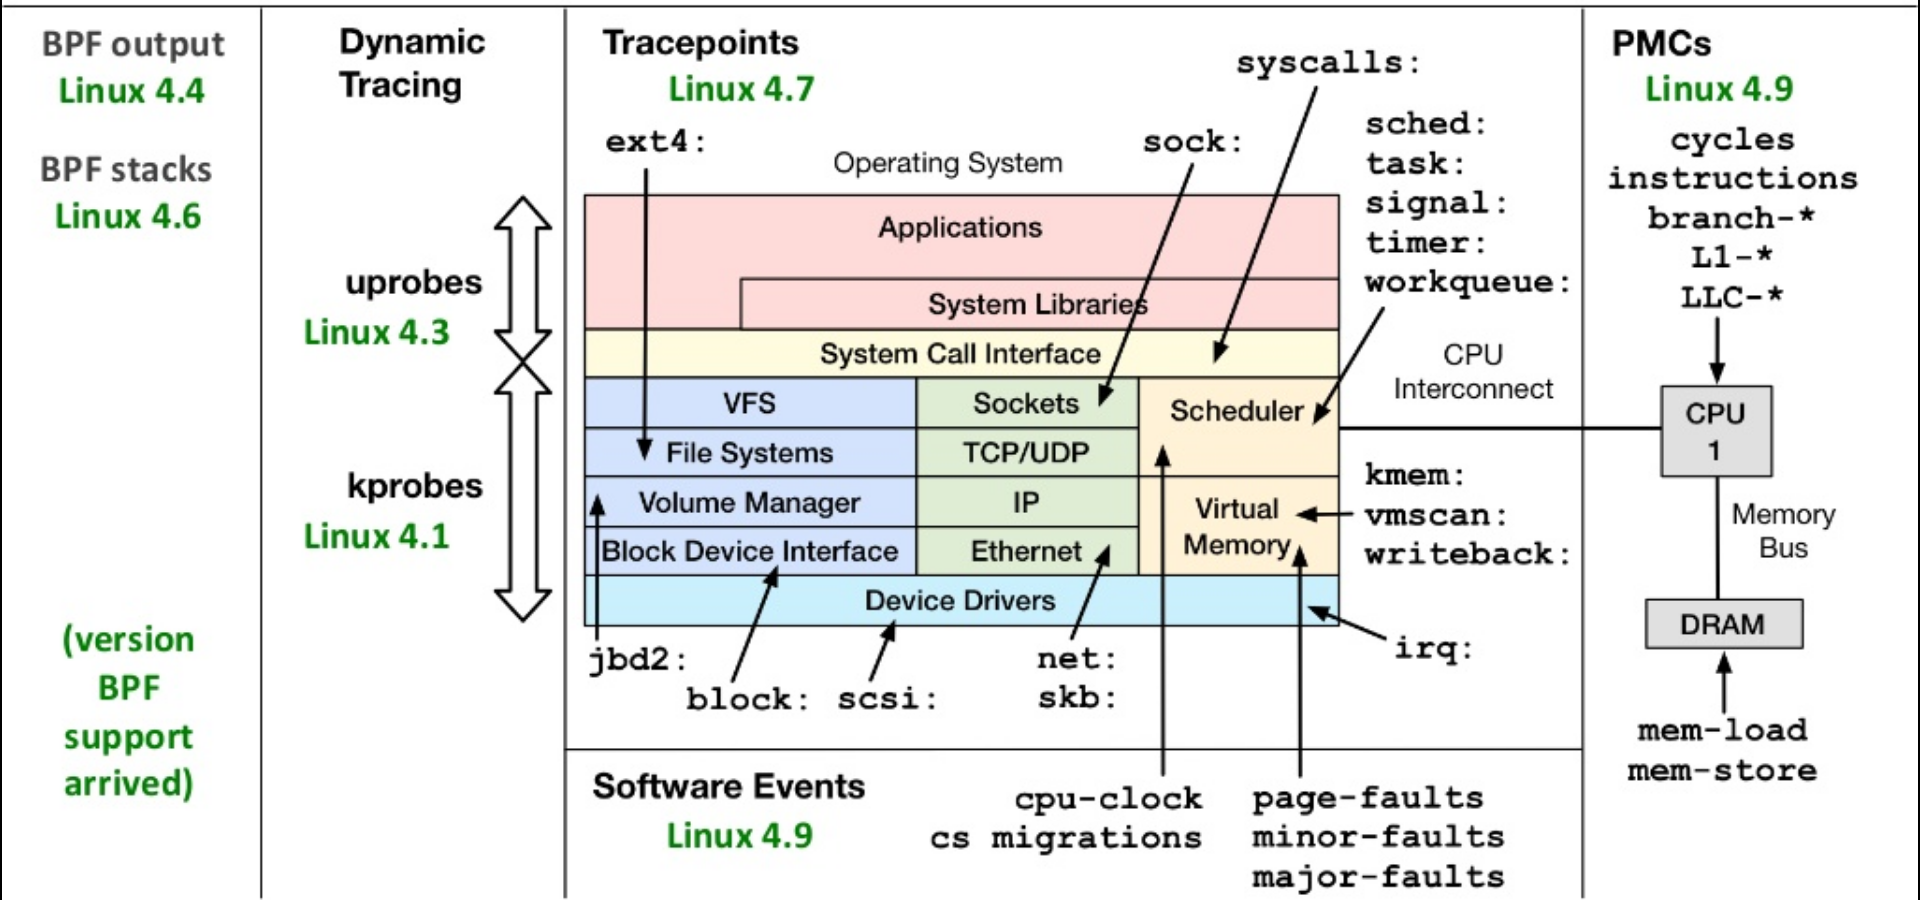 BPF output
Linux 4.4
BPF stacks
Linux 4.6
(version
BPF
support
arrived)
Dynamic
Tracing
uprobes
Linux 4.3
kprobes
Linux 4.1
Tracepoints
Linux 4.7
syscalls:
ext4:
sock:
sched:
task:
signal:
timer:
workqueue:
Operating System
Applications
System Libraries
System Call Interface
VFS
Sockets
Scheduler
File Systems
TCP/UDP
Volume Manager
IP
Virtual
Memory
Block Device Interface
Ethernet
Device Drivers
CPU
Interconnect
kmem:
vmscan:
writeback:
irq:
jbd2:
block:
scsi:
net:
skb:
Software Events
Linux 4.9
cpu-clock
cs migrations
page-faults
minor-faults
major-faults
PMCs
Linux 4.9
cycles
instructions
branch-*
L1-*
LLC-*
CPU
1
Memory
Bus
DRAM
mem-load
mem-store